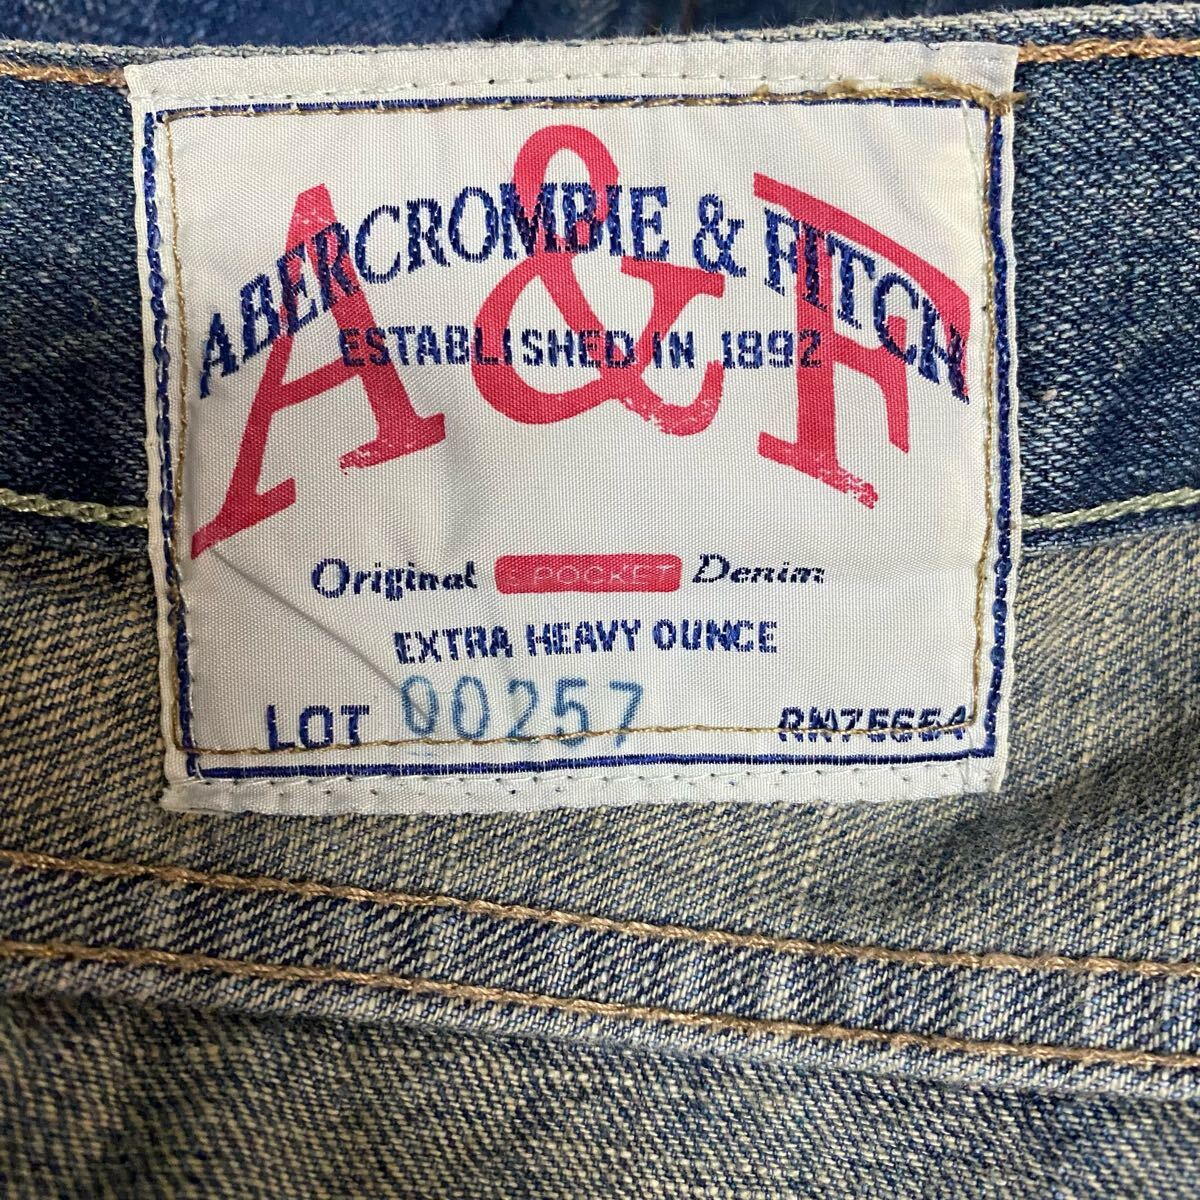 A&F
ABERCROMBIE & FITCH
ESTABLISHED IN 1892
Original POCKET Denim
EXTRA HEAVY OUNCE
LOT 00257 RN75654